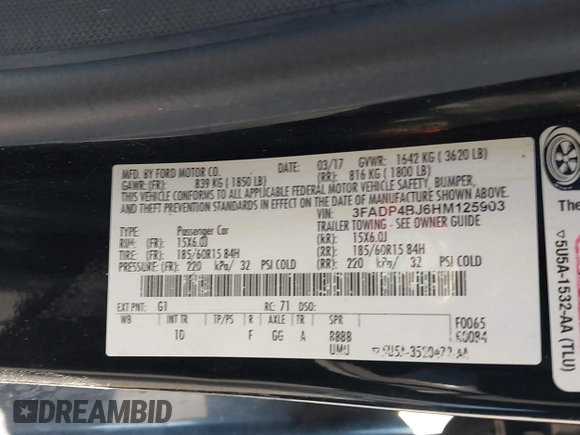 MFD. BY FORD MOTOR CO.
DATE: 03/17 GVWR: 1642 KG ( 3620 LB)
GAWR: (FR): 839 KG ( 1850 LB) (RR): 816 KG ( 1800 LB)
THIS VEHICLE CONFORMS TO ALL APPLICABLE FEDERAL MOTOR VEHICLE SAFETY, BUMPER,
AND THEFT PREVENTION STANDARDS IN EFFECT ON THE DATE OF MANUFACTURE SHOWN ABOVE.
VIN: 3FADP4BJ6HM125903
TYPE: Passenger Car TRAILER TOWING - SEE OWNER GUIDE
RIM: (FR): 15X6.0J (RR): 15X6.0J
TIRE: (FR): 185/60R15 84H (RR): 185/60R15 84H
PRESSURE: (FR): 220 kPa/ 32 PSI COLD (RR): 220 kPa/ 32 PSI COLD
EXT PNT: G1 RC: 71 DSO:
WB INT TR TP/PS R AXLE TR SPR F0065
1D F GG A R888
UMU
The
5U5A-1532-AA (TLU)
DREAMBID